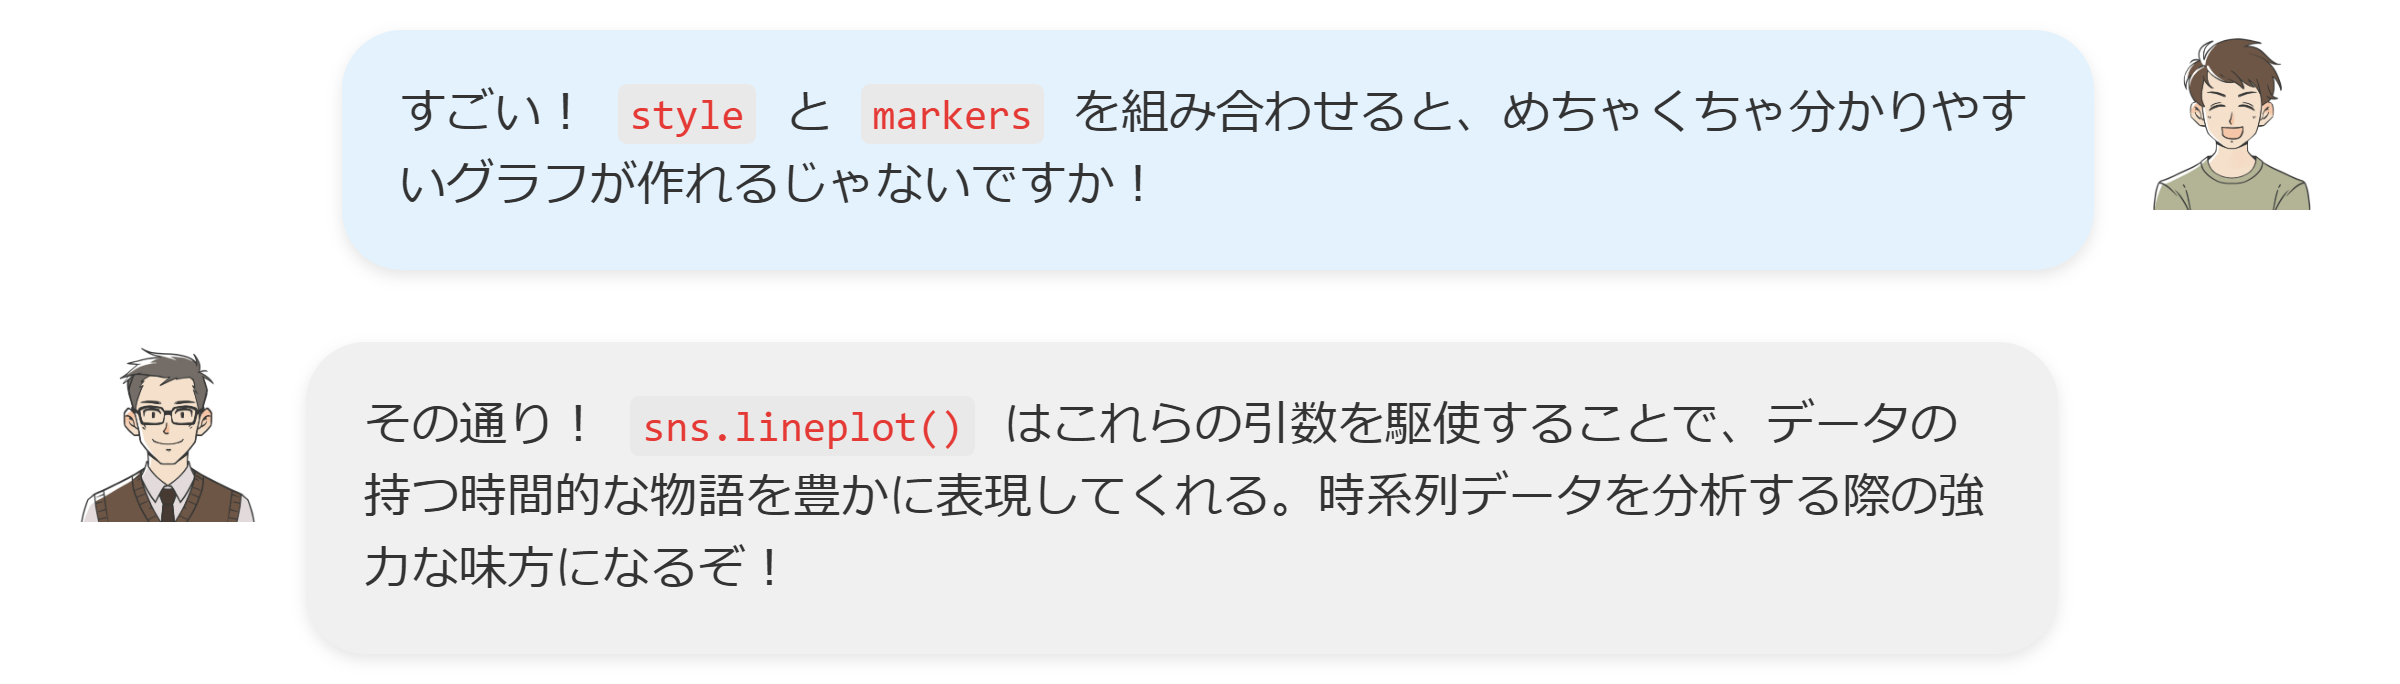 すごい！ style と markers を組み合わせると、めちゃくちゃ分かりやす
いグラフが作れるじゃないですか！
その通り！ sns.lineplot() はこれらの引数を駆使することで、データの
持つ時間的な物語を豊かに表現してくれる。時系列データを分析する際の強
力な味方になるぞ！